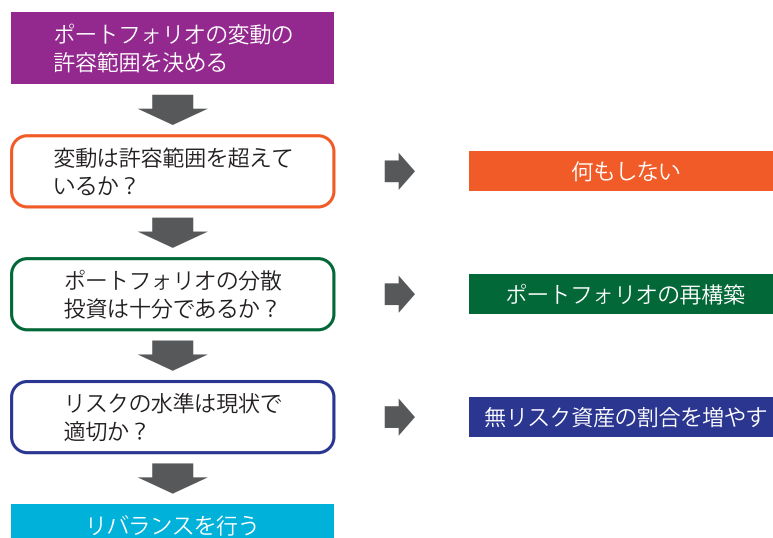 ポートフォリオの変動の
許容範囲を決める
変動は許容範囲を超えて
いるか？
何もしない
ポートフォリオの分散
投資は十分であるか？
ポートフォリオの再構築
リスクの水準は現状で
適切か？
無リスク資産の割合を増やす
リバランスを行う